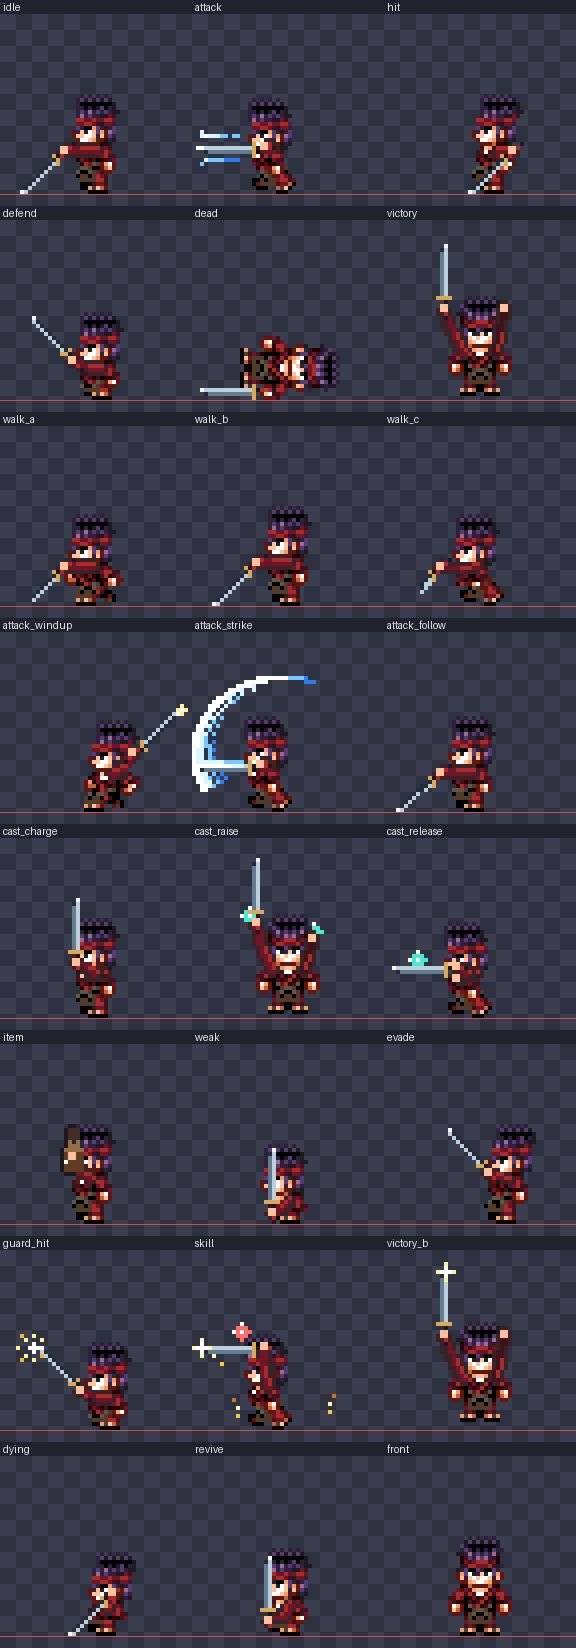 idle attack hit
defend dead victory
walk_a walk_b walk_c
attack_windup attack_strike attack_follow
cast_charge cast_raise cast_release
item weak evade
guard_hit skill victory_b
dying revive front